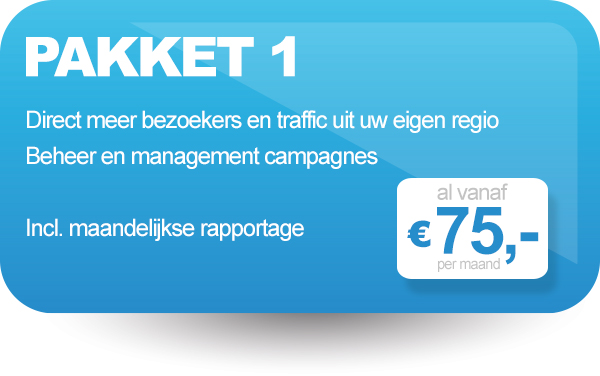 PAKKET 1
Direct meer bezoekers en traffic uit uw eigen regio
Beheer en management campagnes
Incl. maandelijkse rapportage
al vanaf
€75,-
per maand